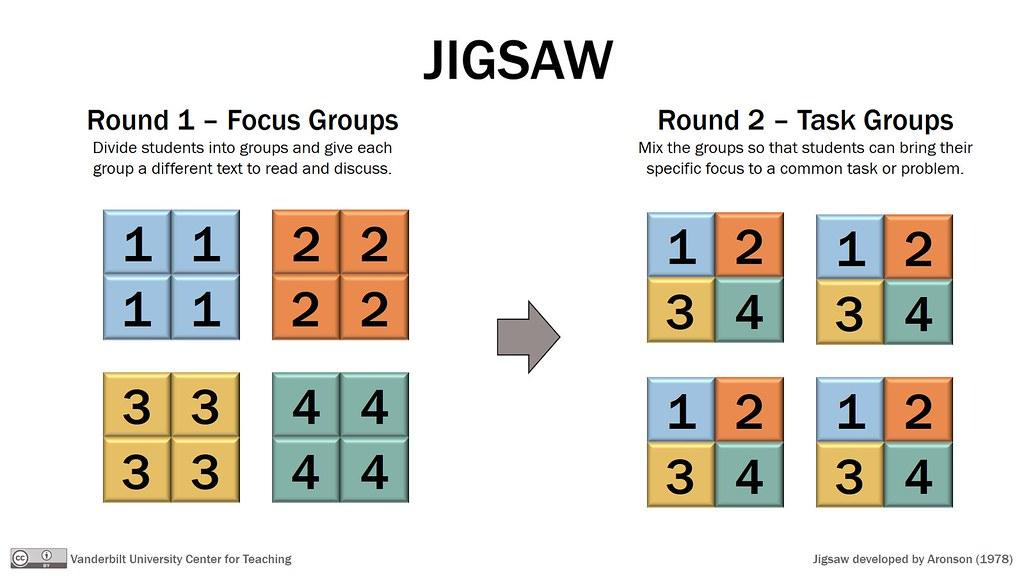 JIGSAW
Round 1 – Focus Groups
Divide students into groups and give each
group a different text to read and discuss.
1 1 2 2
1 1 2 2
3 3 4 4
3 3 4 4
Round 2 – Task Groups
Mix the groups so that students can bring their
specific focus to a common task or problem.
1 2 1 2
3 4 3 4
1 2 1 2
3 4 3 4
cc BY Vanderbilt University Center for Teaching
Jigsaw developed by Aronson (1978)